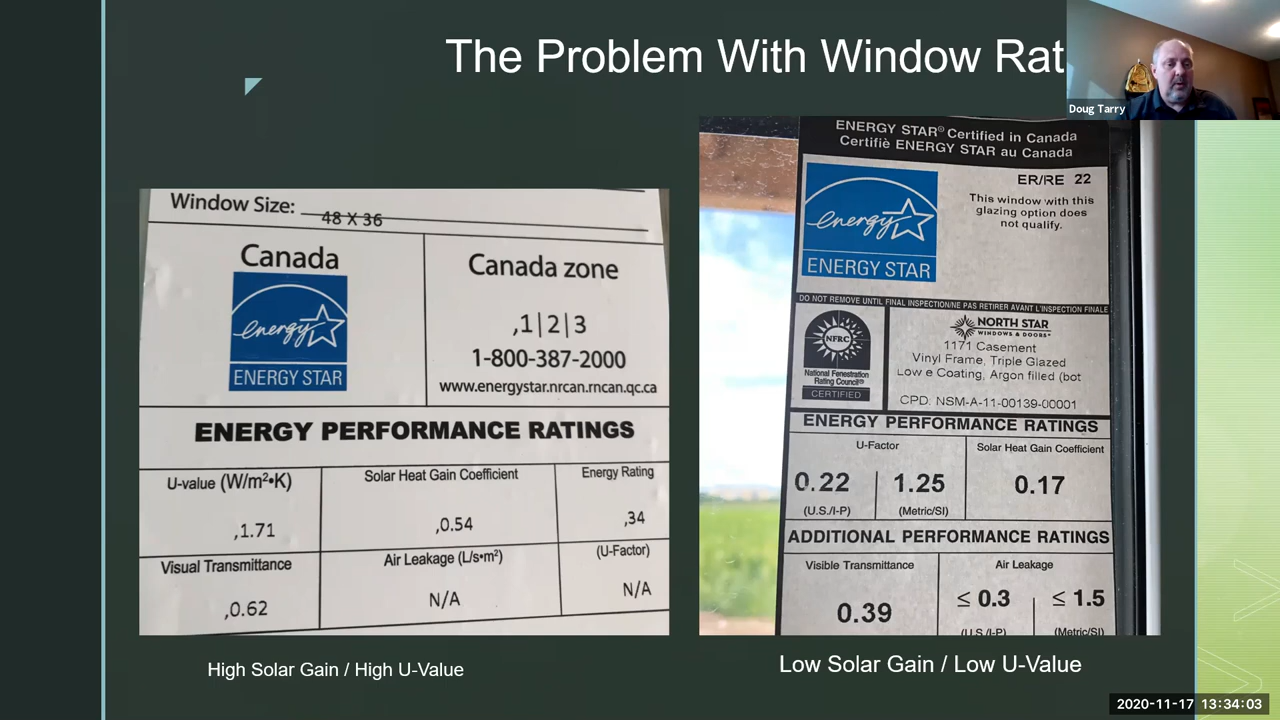 The Problem With Window Rat
Doug Tarry
Window Size: 48 X 36
Canada
energy
ENERGY STAR
Canada zone
,1|2|3
1-800-387-2000
www.energystar.nrcan.rncan.qc.ca
ENERGY PERFORMANCE RATINGS
U-value (W/m²•K)
,1.71
Solar Heat Gain Coefficient
,0.54
Energy Rating
,34
Visual Transmittance
,0.62
Air Leakage (L/s•m²)
N/A
(U-Factor)
N/A
High Solar Gain / High U-Value
ENERGY STAR® Certified in Canada
Certifiè ENERGY STAR au Canada
energy
ENERGY STAR
ER/RE 22
This window with this
glazing option does
not qualify.
DO NOT REMOVE UNTIL FINAL INSPECTION/NE PAS RETIRER AVANT L'INSPECTION FINALE
NFRC
National Fenestration
Rating Council®
CERTIFIED
NORTH STAR
WINDOWS & DOORS
1171 Casement
Vinyl Frame, Triple Glazed
Low e Coating, Argon filled (bot
CPD. NSM-A-11-00139-00001
ENERGY PERFORMANCE RATINGS
U-Factor
0.22
(U.S./I-P)
1.25
(Metric/SI)
Solar Heat Gain Coefficient
0.17
ADDITIONAL PERFORMANCE RATINGS
Visible Transmittance
0.39
Air Leakage
≤ 0.3
(U.S./I-P)
≤ 1.5
(Metric/SI)
Low Solar Gain / Low U-Value
2020-11-17 13:34:03